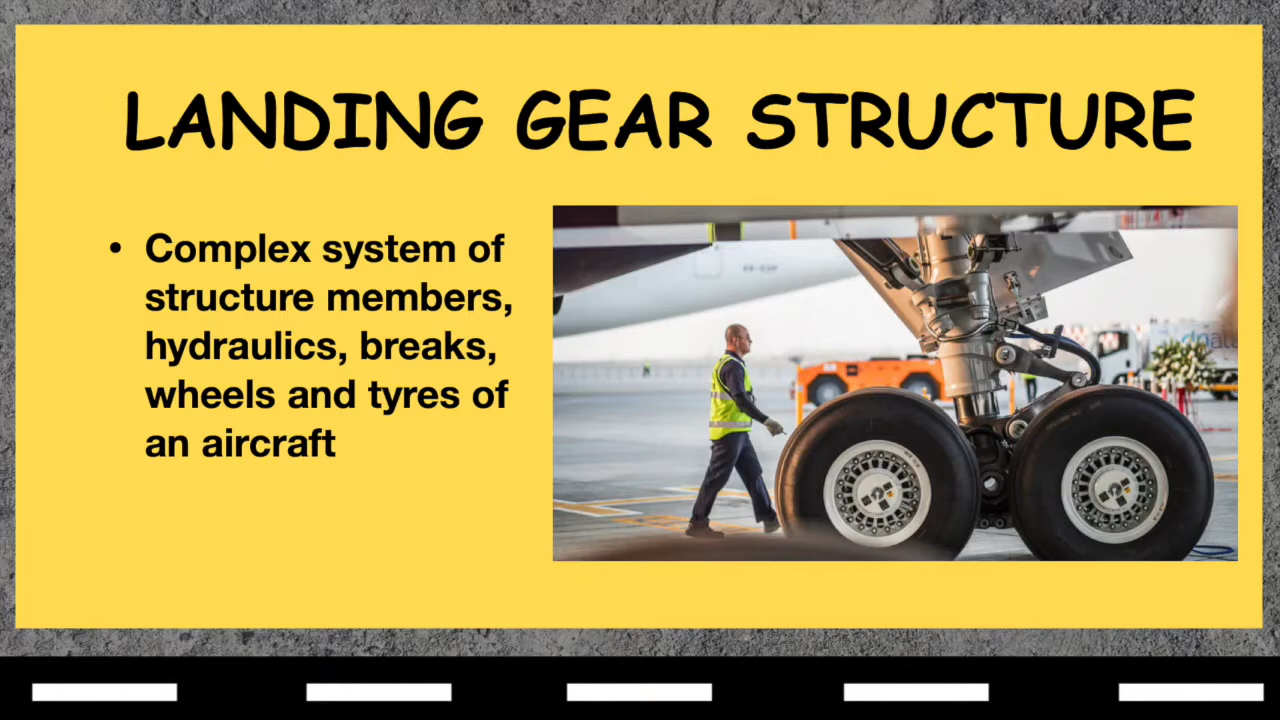 LANDING GEAR STRUCTURE
• Complex system of
structure members,
hydraulics, breaks,
wheels and tyres of
an aircraft